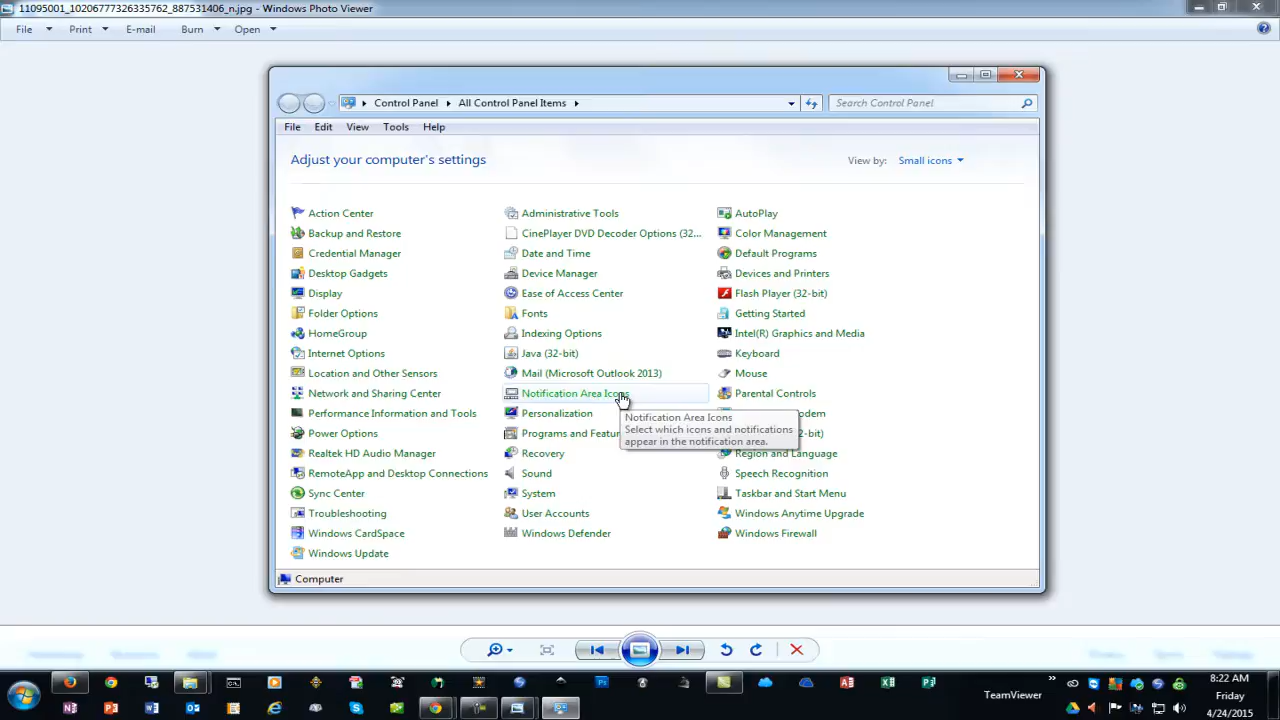 11095001_10206777326335762_887531406_n.jpg - Windows Photo Viewer
File Print E-mail Burn Open
Control Panel All Control Panel Items
Search Control Panel
File Edit View Tools Help
Adjust your computer's settings
View by: Small icons
Action Center Administrative Tools AutoPlay
Backup and Restore CinePlayer DVD Decoder Options (32... Color Management
Credential Manager Date and Time Default Programs
Desktop Gadgets Device Manager Devices and Printers
Display Ease of Access Center Flash Player (32-bit)
Folder Options Fonts Getting Started
HomeGroup Indexing Options Intel(R) Graphics and Media
Internet Options Java (32-bit) Keyboard
Location and Other Sensors Mail (Microsoft Outlook 2013) Mouse
Network and Sharing Center Notification Area Icons Parental Controls
Performance Information and Tools Personalization
Power Options Programs and
Realtek HD Audio Manager Recovery Region and Language
RemoteApp and Desktop Connections Sound Speech Recognition
Sync Center System Taskbar and Start Menu
Troubleshooting User Accounts Windows Anytime Upgrade
Windows CardSpace Windows Defender Windows Firewall
Windows Update
Notification Area Icons
Select which icons and notifications
appear in the notification area.
Computer
TeamViewer
8:22 AM
Friday
4/24/2015